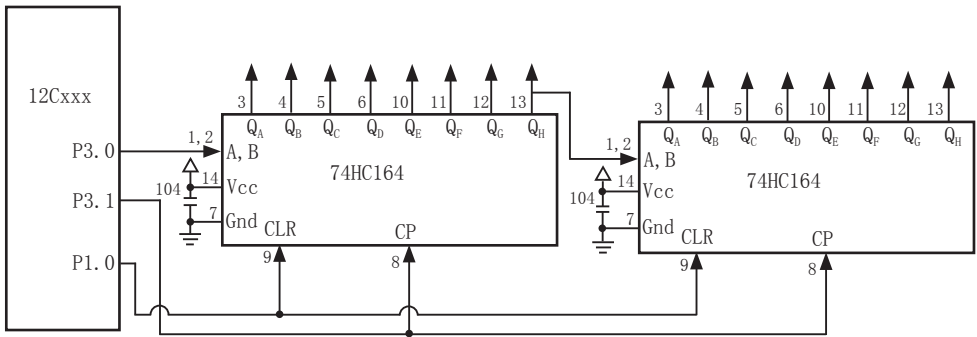 12Cxxx
P3.0
P3.1
P1.0
3 4 5 6 10 11 12 13
QA QB QC QD QE QF QG QH
1,2
A,B
74HC164
104
14
Vcc
7
Gnd
CLR
CP
9
8
3 4 5 6 10 11 12 13
QA QB QC QD QE QF QG QH
1,2
A,B
74HC164
104
14
Vcc
7
Gnd
CLR
CP
9
8